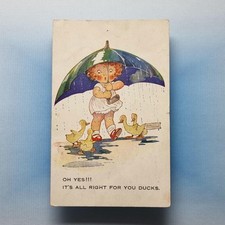 OH YES!!!
IT'S ALL RIGHT FOR YOU DUCKS.